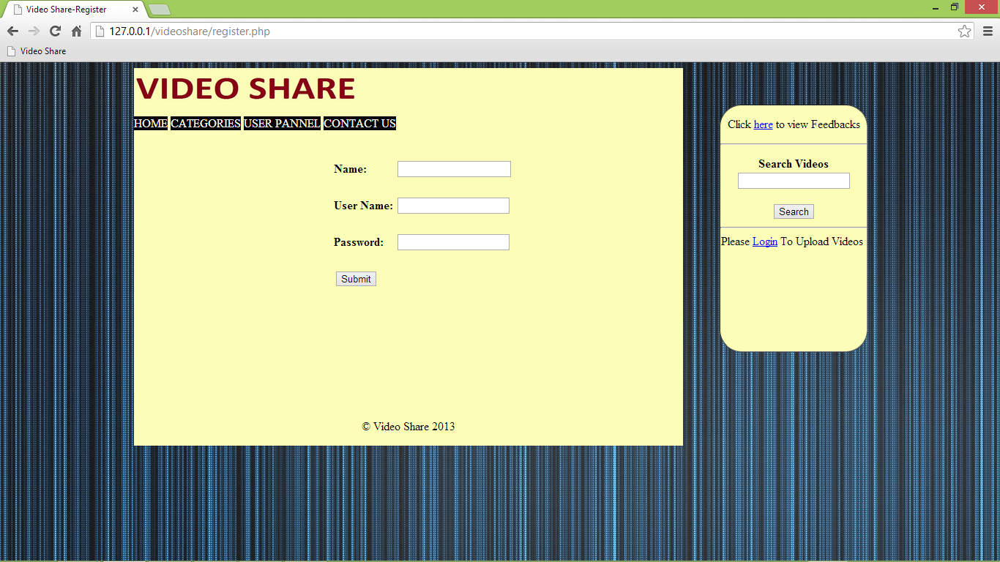 Video Share-Register
127.0.0.1/videoshare/register.php
Video Share
VIDEO SHARE
HOME CATEGORIES USER PANNEL CONTACT US
Name:
User Name:
Password:
Submit
© Video Share 2013
Click here to view Feedbacks
Search Videos
Search
Please Login To Upload Videos